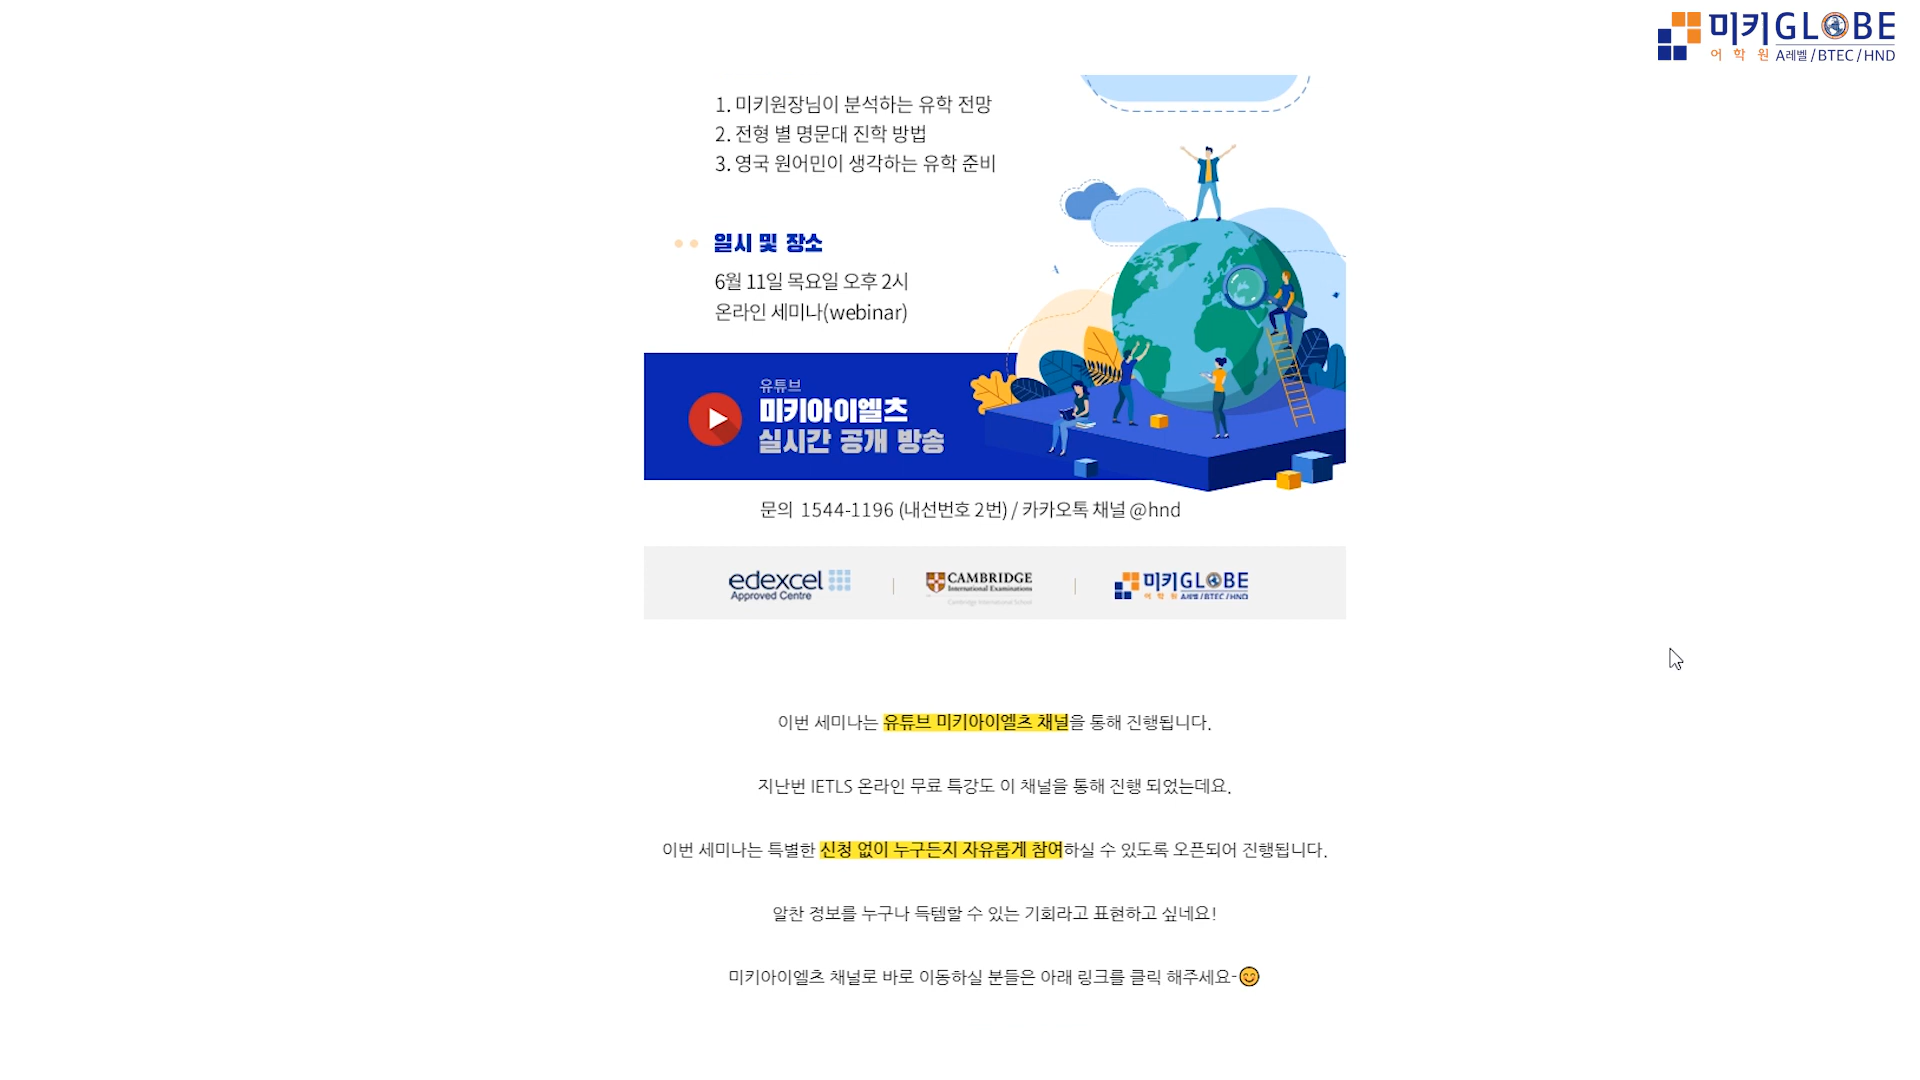 미키GLOBE
어학원 A레벨/BTEC/HND
1. 미키원장님이 분석하는 유학 전망
2. 전형 별 명문대 진학 방법
3. 영국 원어민이 생각하는 유학 준비
일시 및 장소
6월 11일 목요일 오후 2시
온라인 세미나(webinar)
유튜브
미키아이엘츠
실시간 공개 방송
문의 1544-1196 (내선번호 2번) / 카카오톡 채널 @hnd
edexcel
Approved Centre
CAMBRIDGE
International Examinations
Cambridge International School
미키GLOBE
어학원 A레벨/BTEC/HND
이번 세미나는 유튜브 미키아이엘츠 채널을 통해 진행됩니다.
지난번 IETLS 온라인 무료 특강도 이 채널을 통해 진행 되었는데요.
이번 세미나는 특별한 신청 없이 누구든지 자유롭게 참여하실 수 있도록 오픈되어 진행됩니다.
알찬 정보를 누구나 득템할 수 있는 기회라고 표현하고 싶네요!
미키아이엘츠 채널로 바로 이동하실 분들은 아래 링크를 클릭 해주세요-😊